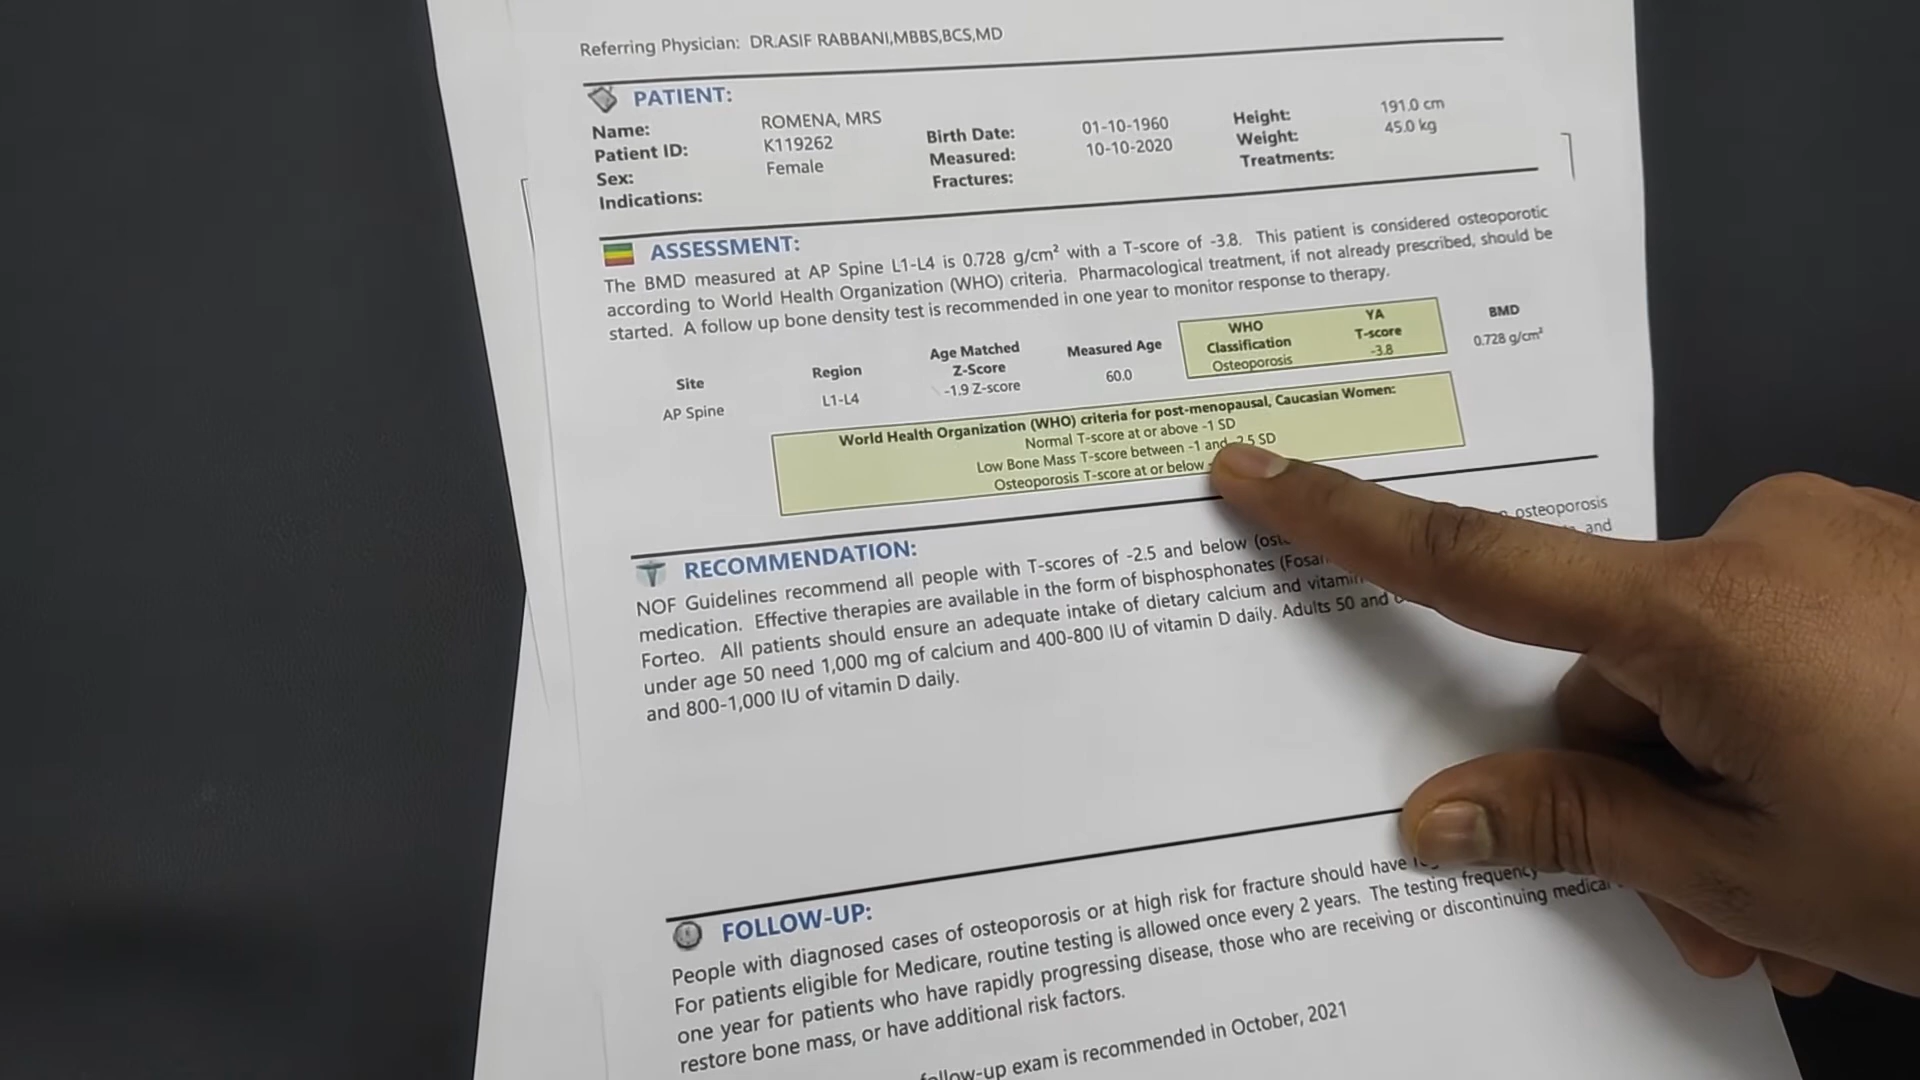 Referring Physician: DR.ASIF RABBANI,MBBS,BCS,MD
PATIENT:
Name: ROMENA, MRS Birth Date: 01-10-1960 Height: 191.0 cm
Patient ID: K119262 Measured: 10-10-2020 Weight: 45.0 kg
Sex: Female Fractures: Treatments:
Indications:
ASSESSMENT:
The BMD measured at AP Spine L1-L4 is 0.728 g/cm² with a T-score of -3.8. This patient is considered osteoporotic
according to World Health Organization (WHO) criteria. Pharmacological treatment, if not already prescribed, should be
started. A follow up bone density test is recommended in one year to monitor response to therapy.
Site Region Age Matched Z-Score Measured Age WHO Classification YA T-score BMD
AP Spine L1-L4 -1.9 Z-score 60.0 Osteoporosis -3.8 0.728 g/cm²
World Health Organization (WHO) criteria for post-menopausal, Caucasian Women:
Normal T-score at or above -1 SD
Low Bone Mass T-score between -1 and -2.5 SD
Osteoporosis T-score at or below
RECOMMENDATION:
NOF Guidelines recommend all people with T-scores of -2.5 and below osteoporosis
medication. Effective therapies are available in the form of bisphosphonates and
Forteo. All patients should ensure an adequate intake of dietary calcium and vitamin
under age 50 need 1,000 mg of calcium and 400-800 IU of vitamin D daily. Adults 50 and
and 800-1,000 IU of vitamin D daily.
FOLLOW-UP:
People with diagnosed cases of osteoporosis or at high risk for fracture should have
For patients eligible for Medicare, routine testing is allowed once every 2 years. The testing frequency
one year for patients who have rapidly progressing disease, those who are receiving or discontinuing medical
restore bone mass, or have additional risk factors.
follow-up exam is recommended in October, 2021